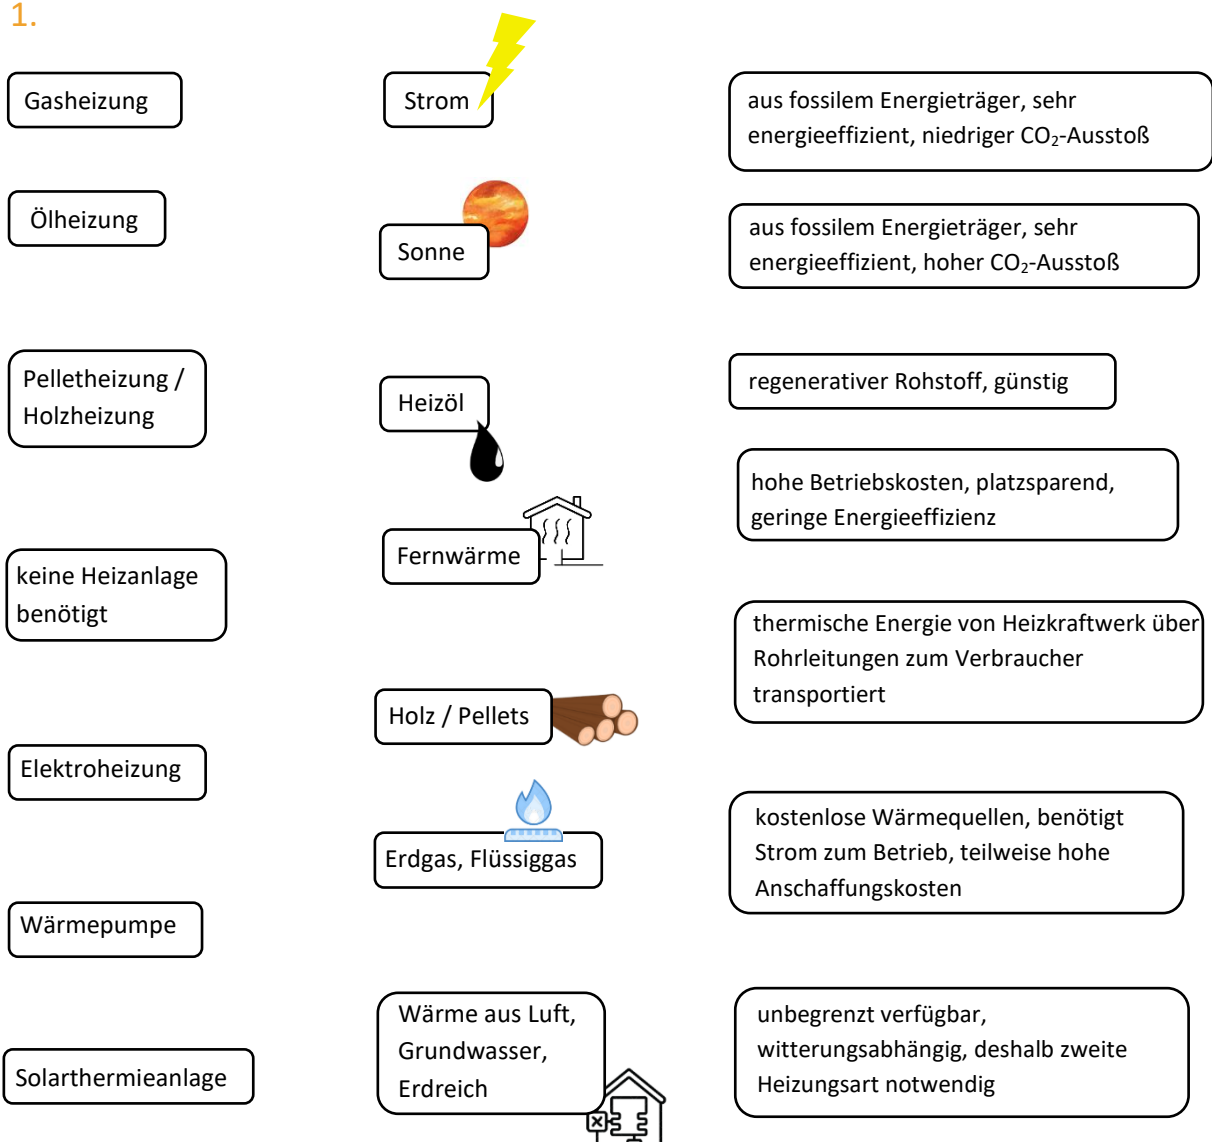 1.
Gasheizung
Strom
aus fossilem Energieträger, sehr
energieeffizient, niedriger CO₂-Ausstoß
Ölheizung
Sonne
aus fossilem Energieträger, sehr
energieeffizient, hoher CO₂-Ausstoß
Pelletheizung /
Holzheizung
Heizöl
regenerativer Rohstoff, günstig
hohe Betriebskosten, platzsparend,
geringe Energieeffizienz
keine Heizanlage
benötigt
Fernwärme
thermische Energie von Heizkraftwerk über
Rohrleitungen zum Verbraucher
transportiert
Holz / Pellets
Elektroheizung
Erdgas, Flüssiggas
kostenlose Wärmequellen, benötigt
Strom zum Betrieb, teilweise hohe
Anschaffungskosten
Wärmepumpe
Wärme aus Luft,
Grundwasser,
Erdreich
unbegrenzt verfügbar,
witterungsabhängig, deshalb zweite
Heizungsart notwendig
Solarthermieanlage